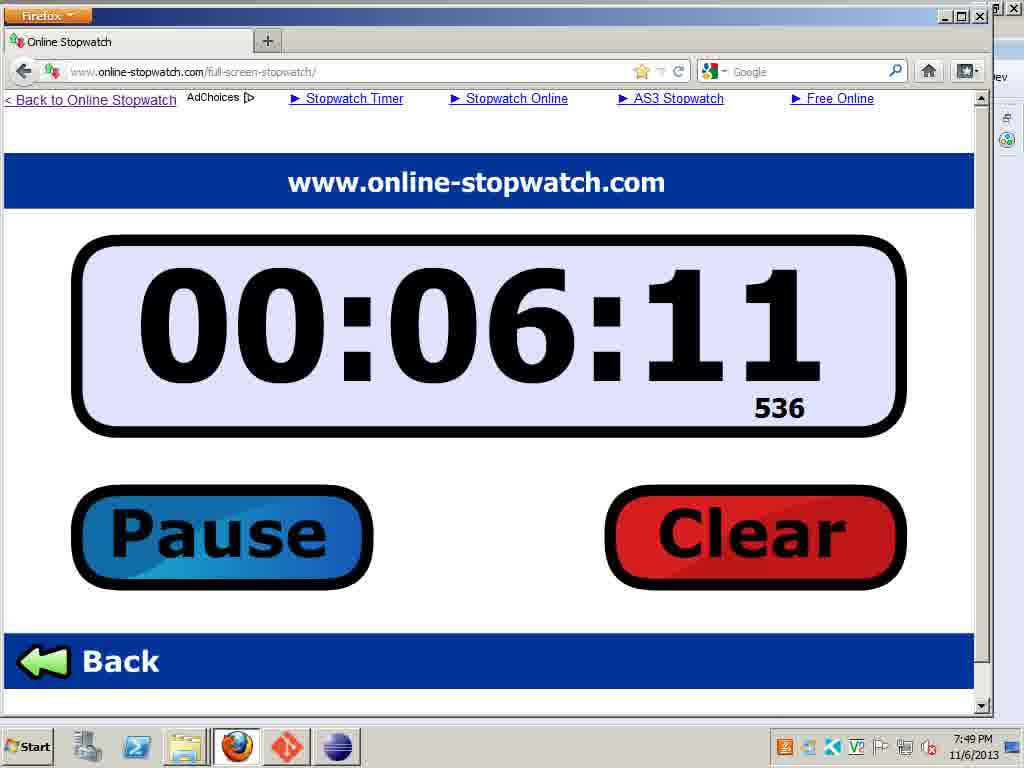 Firefox
Online Stopwatch
www.online-stopwatch.com/full-screen-stopwatch/
Google
< Back to Online Stopwatch
AdChoices
► Stopwatch Timer
► Stopwatch Online
► AS3 Stopwatch
► Free Online
www.online-stopwatch.com
00:06:11
536
Pause
Clear
Back
Start
7:49 PM
11/6/2013